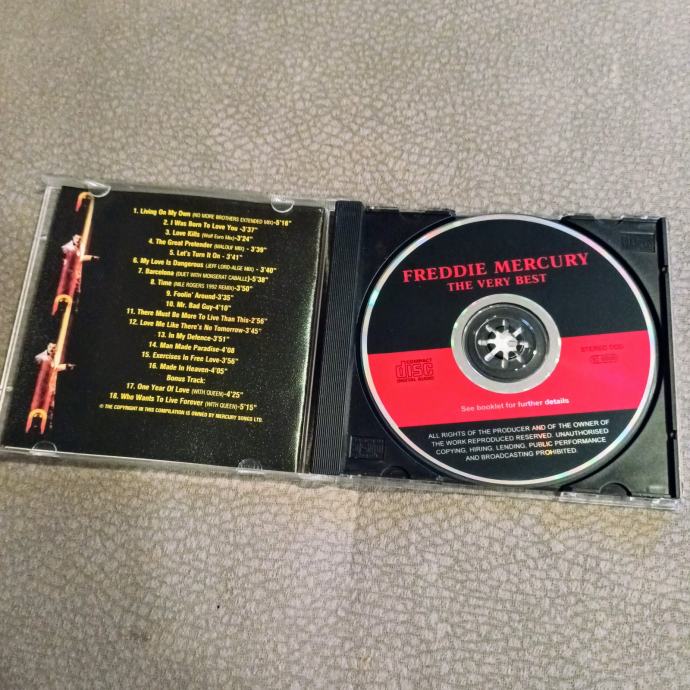 1. Living On My Own (NO MORE BROTHERS EXTENDED MIX)-5'16"
2. I Was Born To Love You -3'37"
3. Love Kills (Wolf Euro Mix)-3'24"
4. The Great Pretender (MALOUF MIX) - 3'36"
5. Let's Turn It On - 3'41"
6. My Love Is Dangerous (JEFF LORD-ALGE MIX) - 3'40"
7. Barcelona (DUET WITH MONSERAT CABALLE)-5'38"
8. Time (NILE ROGERS 1992 REMIX)-3'50"
9. Foolin' Around-3'35"
10. Mr. Bad Guy-4'10"
11. There Must Be More To Live Than This-2'56"
12. Love Me Like There's No Tomorrow-3'45"
13. In My Defence-3'51"
14. Man Made Paradise-4'08
15. Exercises In Free Love-3'56"
16. Made In Heaven-4'05"
Bonus Track:
17. One Year Of Love (WITH QUEEN)-4'25"
18. Who Wants To Live Forever (WITH QUEEN)-5'15"
© THE COPYRIGHT IN THIS COMPILATION IS OWNED BY MERCURY SONGS LTD.
FREDDIE MERCURY
THE VERY BEST
COMPACT
disc
DIGITAL AUDIO
STEREO
See booklet for further details
ALL RIGHTS OF THE PRODUCER AND OF THE OWNER OF
THE WORK REPRODUCED RESERVED. UNAUTHORISED
COPYING, HIRING, LENDING, PUBLIC PERFORMANCE
AND BROADCASTING PROHIBITED.